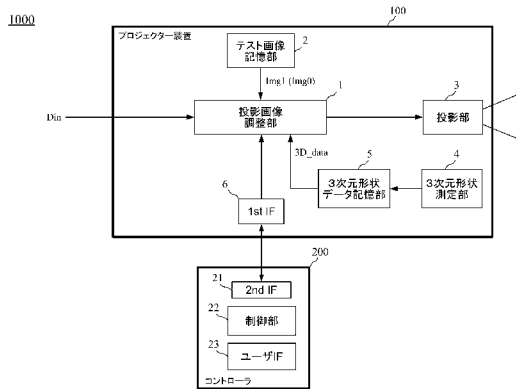 1000
100
プロジェクター装置
テスト画像
記憶部
2
Img1 (Img0)
1
3
Din
投影画像
調整部
投影部
3D_data
5
4
6
3次元形状
データ記憶部
3次元形状
測定部
1st IF
200
21
2nd IF
22
制御部
23
ユーザIF
コントローラ